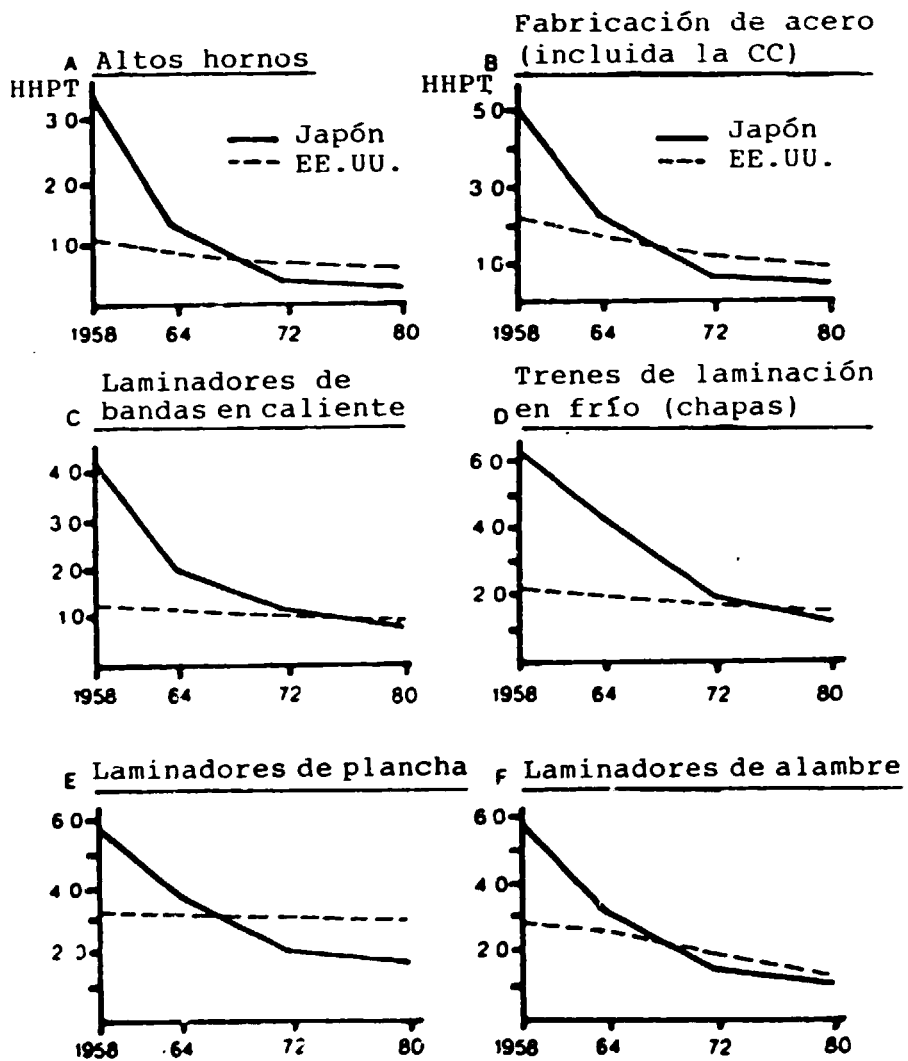 A Altos hornos
HHPT
30
20
10
Japón
EE.UU.
1958 64 72 80
Fabricación de acero
B (incluida la CC)
HHPT
50
30
10
Japón
EE.UU.
1958 64 72 80
Laminadores de
C bandas en caliente
40
30
20
10
1958 64 72 80
Trenes de laminación
D en frío (chapas)
60
40
20
1958 64 72 80
E Laminadores de plancha
60
40
20
1958 64 72 80
F Laminadores de alambre
60
40
20
1958 64 72 80